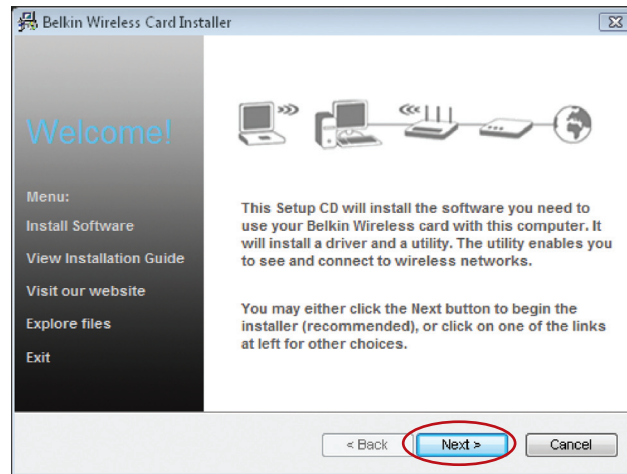 Belkin Wireless Card Installer
Welcome!
Menu:
Install Software
View Installation Guide
Visit our website
Explore files
Exit
This Setup CD will install the software you need to
use your Belkin Wireless card with this computer. It
will install a driver and a utility. The utility enables you
to see and connect to wireless networks.
You may either click the Next button to begin the
installer (recommended), or click on one of the links
at left for other choices.
< Back
Next >
Cancel